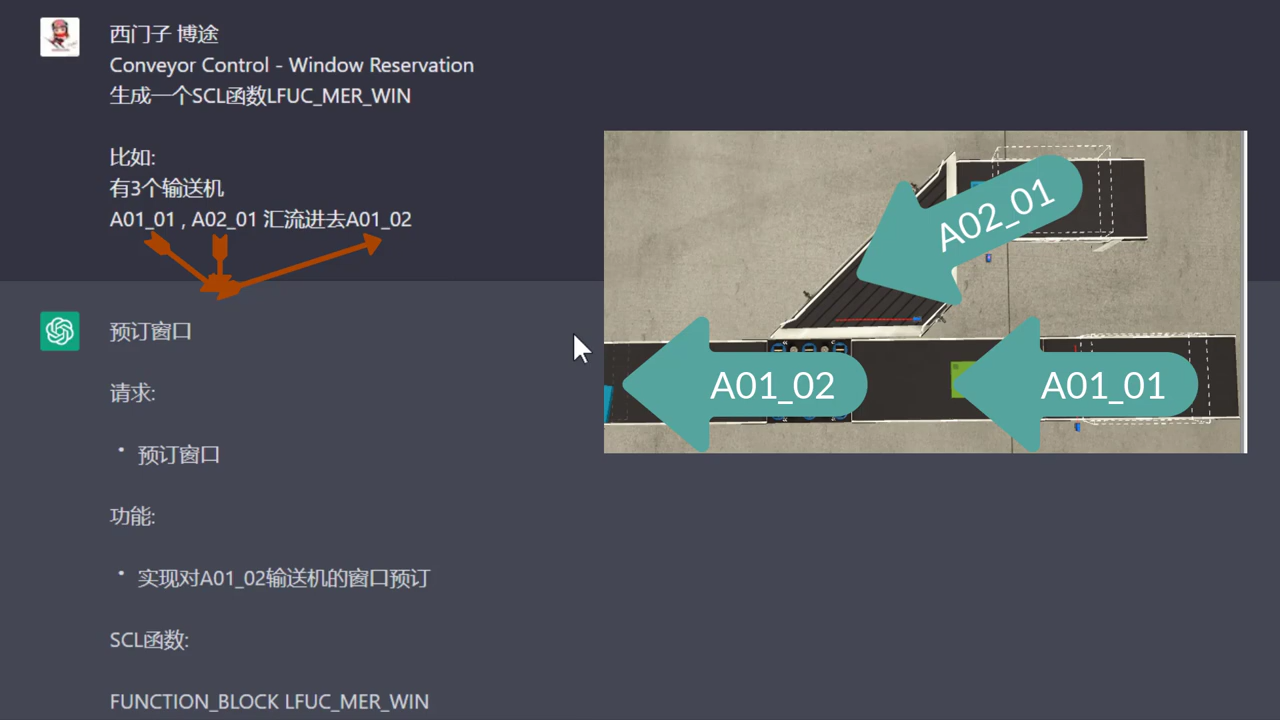 西门子 博途
Conveyor Control - Window Reservation
生成一个SCL函数LFUC_MER_WIN
比如:
有3个输送机
A01_01 , A02_01 汇流进去A01_02
A02_01
A01_02
A01_01
预订窗口
请求:
• 预订窗口
功能:
• 实现对A01_02输送机的窗口预订
SCL函数:
FUNCTION_BLOCK LFUC_MER_WIN